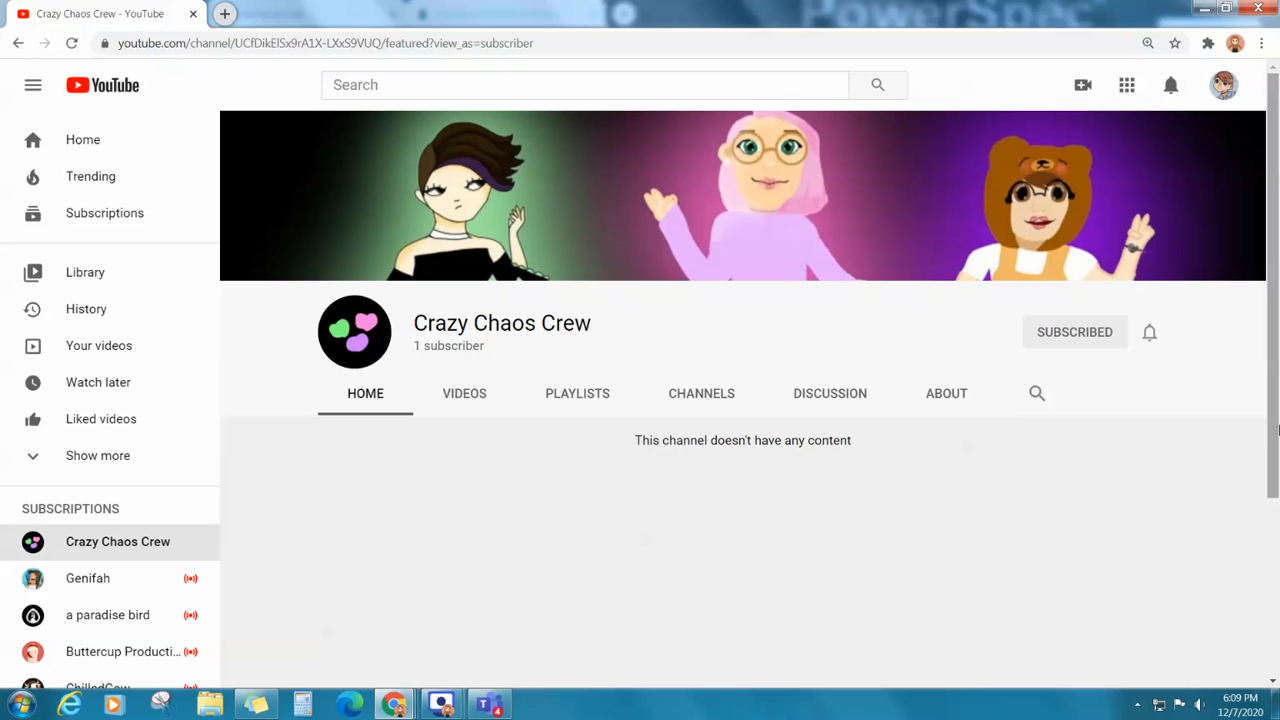 PowerSpec
Crazy Chaos Crew - YouTube
youtube.com/channel/UCfDikElSx9rA1X-LXxS9VUQ/featured?view_as=subscriber
YouTube
Search
Home
Trending
Subscriptions
Library
History
Your videos
Watch later
Liked videos
Show more
SUBSCRIPTIONS
Crazy Chaos Crew
Genifah
a paradise bird
Buttercup Producti...
ChilledCow
Crazy Chaos Crew
1 subscriber
SUBSCRIBED
HOME VIDEOS PLAYLISTS CHANNELS DISCUSSION ABOUT
This channel doesn't have any content
4
6:09 PM
12/7/2020